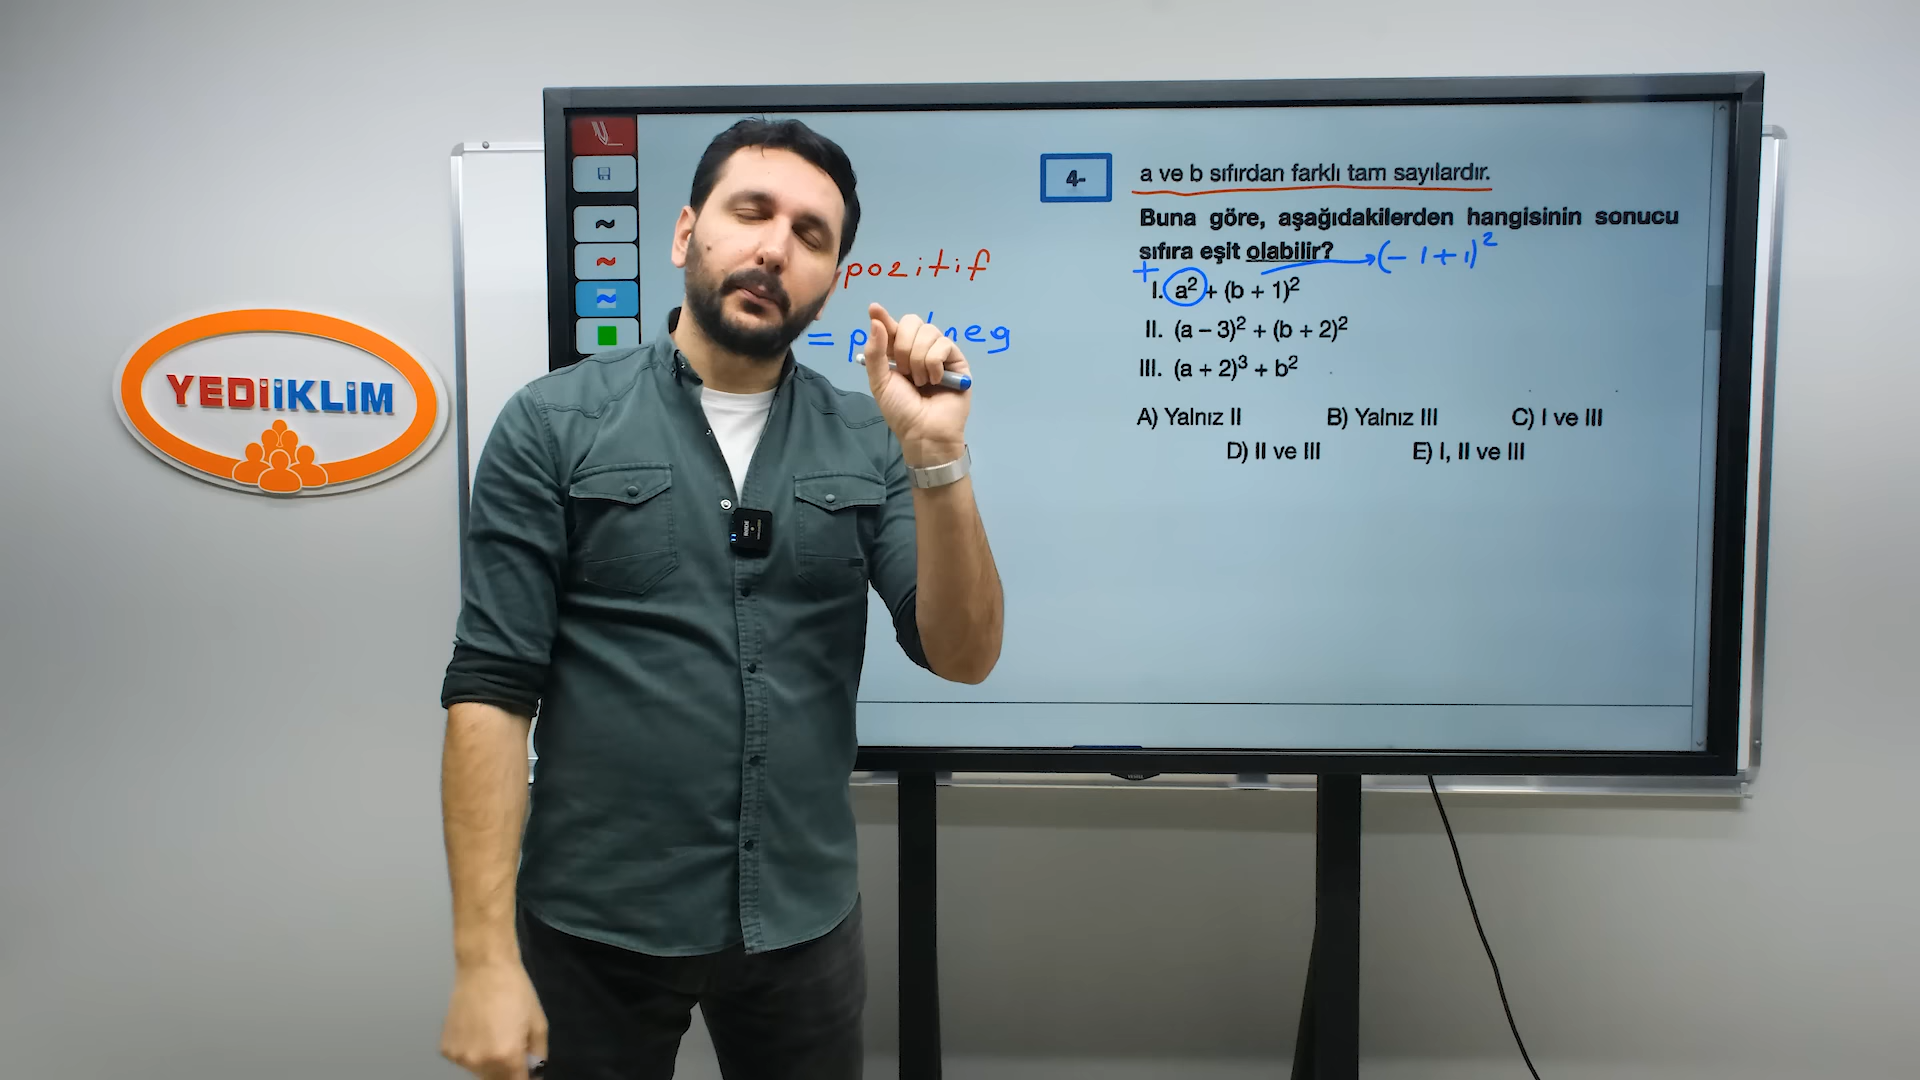 YEDiiKLiM
pozitif
neg
4-
a ve b sıfırdan farklı tam sayılardır.
Buna göre, aşağıdakilerden hangisinin sonucu
sıfıra eşit olabilir?
(-1+1)²
+
I. a² + (b + 1)²
II. (a – 3)² + (b + 2)²
III. (a + 2)³ + b²
A) Yalnız II
B) Yalnız III
C) I ve III
D) II ve III
E) I, II ve III